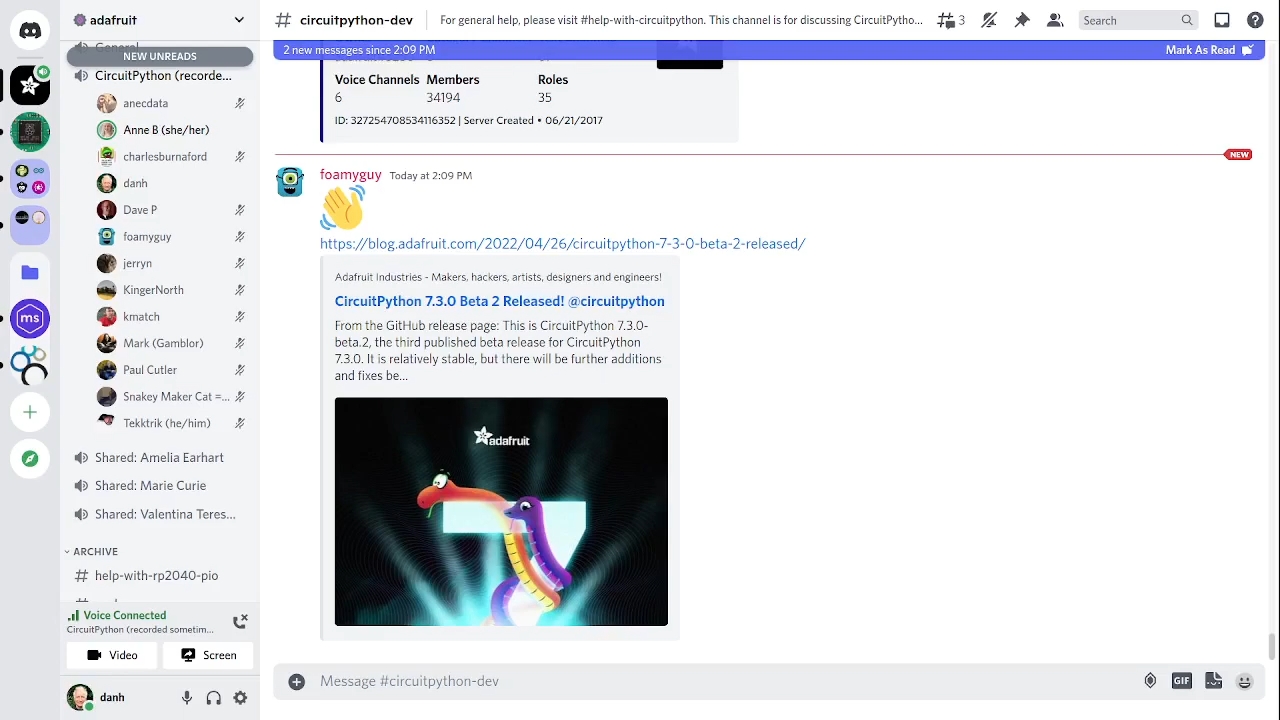 adafruit
General
NEW UNREADS
CircuitPython (recorde...
anecdata
Anne B (she/her)
charlesburnaford
danh
Dave P
foamyguy
jerryn
KingerNorth
kmatch
Mark (Gamblor)
Paul Cutler
Snakey Maker Cat =...
Tekktrik (he/him)
Shared: Amelia Earhart
Shared: Marie Curie
Shared: Valentina Teres...
ARCHIVE
help-with-rp2040-pio
Voice Connected
CircuitPython (recorded sometim...
Video
Screen
danh
ms
circuitpython-dev
For general help, please visit #help-with-circuitpython. This channel is for discussing CircuitPytho...
3
Search
2 new messages since 2:09 PM
Mark As Read
Voice Channels Members Roles
6 34194 35
ID: 327254708534116352 | Server Created • 06/21/2017
NEW
foamyguy Today at 2:09 PM
https://blog.adafruit.com/2022/04/26/circuitpython-7-3-0-beta-2-released/
Adafruit Industries - Makers, hackers, artists, designers and engineers!
CircuitPython 7.3.0 Beta 2 Released! @circuitpython
From the GitHub release page: This is CircuitPython 7.3.0-
beta.2, the third published beta release for CircuitPython
7.3.0. It is relatively stable, but there will be further additions
and fixes be...
adafruit
7
Message #circuitpython-dev
GIF